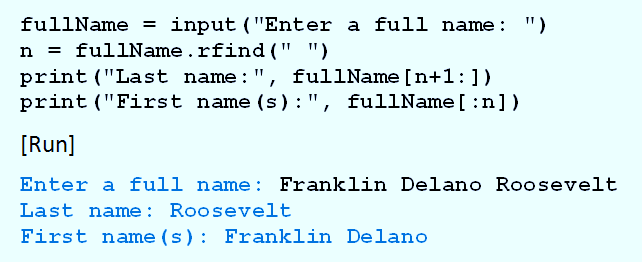 fullName = input("Enter a full name: ")
n = fullName.rfind(" ")
print("Last name:", fullName[n+1:])
print("First name(s):", fullName[:n])
[Run]
Enter a full name: Franklin Delano Roosevelt
Last name: Roosevelt
First name(s): Franklin Delano